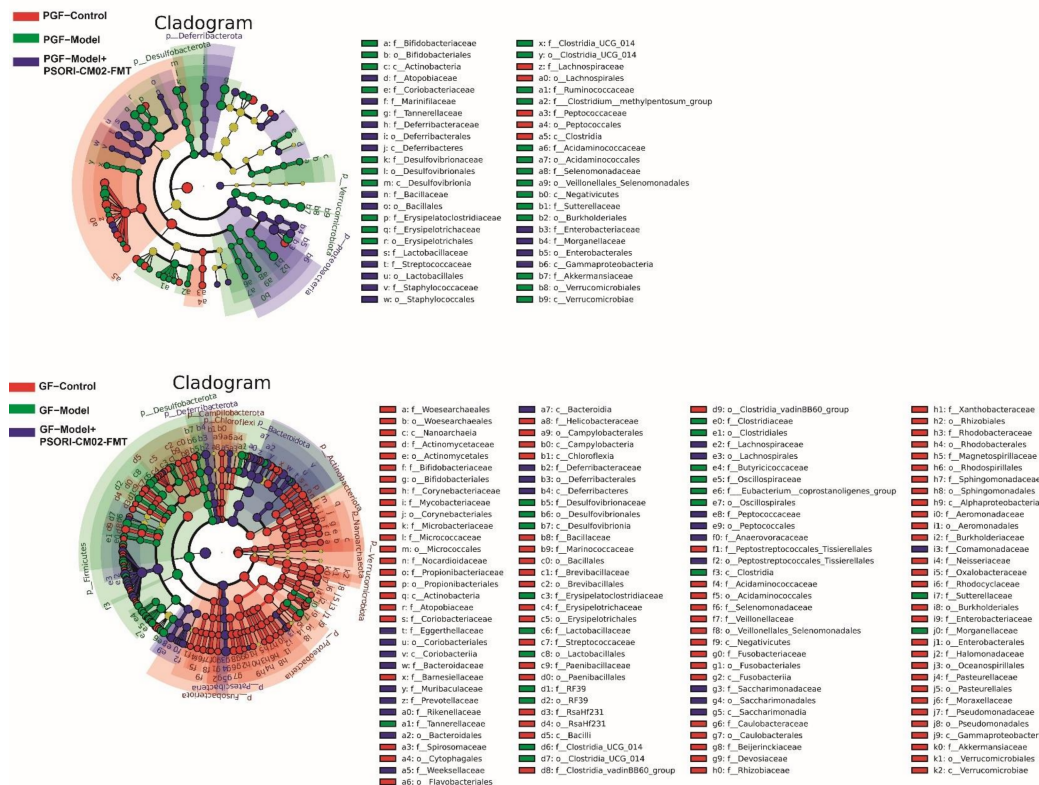 PGF−Control
PGF−Model
PGF−Model+
PSORI-CM02-FMT
Cladogram
p__Desulfobacterota
p__Deferribacterota
p__Verrucomicrobiota
p__Proteobacteria
a: f__Bifidobacteriaceae
b: o__Bifidobacteriales
c: c__Actinobacteria
d: f__Atopobiaceae
e: f__Coriobacteriaceae
f: f__Marinifilaceae
g: f__Tannerellaceae
h: f__Deferribacteraceae
i: o__Deferribacterales
j: c__Deferribacteres
k: f__Desulfovibrionaceae
l: o__Desulfovibrionales
m: c__Desulfovibrionia
n: f__Bacillaceae
o: o__Bacillales
p: f__Erysipelatoclostridiaceae
q: f__Erysipelotrichaceae
r: o__Erysipelotrichales
s: f__Lactobacillaceae
t: f__Streptococcaceae
u: o__Lactobacillales
v: f__Staphylococcaceae
w: o__Staphylococcales
x: f__Clostridia_UCG_014
y: o__Clostridia_UCG_014
z: f__Lachnospiraceae
a0: o__Lachnospirales
a1: f__Ruminococcaceae
a2: f__Clostridium__methylpentosum_group
a3: f__Peptococcaceae
a4: o__Peptococcales
a5: c__Clostridia
a6: f__Acidaminococcaceae
a7: o__Acidaminococcales
a8: f__Selenomonadaceae
a9: o__Veillonellales_Selenomonadales
b0: c__Negativicutes
b1: f__Sutterellaceae
b2: o__Burkholderiales
b3: f__Enterobacteriaceae
b4: f__Morganellaceae
b5: o__Enterobacterales
b6: c__Gammaproteobacteria
b7: f__Akkermansiaceae
b8: o__Verrucomicrobiales
b9: c__Verrucomicrobiae
GF−Control
GF−Model
GF−Model+
PSORI-CM02-FMT
Cladogram
p__Desulfobacterota
p__Deferribacterota
p__Campilobacterota
p__Chloroflexi
p__Bacteroidota
p__Actinobacteriota
p__Nanoarchaeota
p__Verrucomicrobiota
p__Proteobacteria
p__Patescibacteria
p__Fusobacteriota
p__Firmicutes
a: f__Woesearchaeales
b: o__Woesearchaeales
c: c__Nanoarchaeia
d: f__Actinomycetaceae
e: o__Actinomycetales
f: f__Bifidobacteriaceae
g: o__Bifidobacteriales
h: f__Corynebacteriaceae
i: f__Mycobacteriaceae
j: o__Corynebacteriales
k: f__Microbacteriaceae
l: f__Micrococcaceae
m: o__Micrococcales
n: f__Nocardioidaceae
o: f__Propionibacteriaceae
p: o__Propionibacteriales
q: c__Actinobacteria
r: f__Atopobiaceae
s: f__Coriobacteriaceae
t: f__Eggerthellaceae
u: o__Coriobacteriales
v: c__Coriobacteriia
w: f__Bacteroidaceae
x: f__Barnesiellaceae
y: f__Muribaculaceae
z: f__Prevotellaceae
a0: f__Rikenellaceae
a1: f__Tannerellaceae
a2: o__Bacteroidales
a3: f__Spirosomaceae
a4: o__Cytophagales
a5: f__Weeksellaceae
a6: o__Flavobacteriales
a7: c__Bacteroidia
a8: f__Helicobacteraceae
a9: o__Campylobacterales
b0: c__Campylobacteria
b1: c__Chloroflexia
b2: f__Deferribacteraceae
b3: o__Deferribacterales
b4: c__Deferribacteres
b5: f__Desulfovibrionaceae
b6: o__Desulfovibrionales
b7: c__Desulfovibrionia
b8: f__Bacillaceae
b9: f__Marinococcaceae
c0: o__Bacillales
c1: f__Brevibacillaceae
c2: o__Brevibacillales
c3: f__Erysipelatoclostridiaceae
c4: f__Erysipelotrichaceae
c5: o__Erysipelotrichales
c6: f__Lactobacillaceae
c7: f__Streptococcaceae
c8: o__Lactobacillales
c9: f__Paenibacillaceae
d0: o__Paenibacillales
d1: f__RF39
d2: o__RF39
d3: f__RsaHf231
d4: o__RsaHf231
d5: c__Bacilli
d6: f__Clostridia_UCG_014
d7: o__Clostridia_UCG_014
d8: f__Clostridia_vadinBB60_group
d9: o__Clostridia_vadinBB60_group
e0: f__Clostridiaceae
e1: o__Clostridiales
e2: f__Lachnospiraceae
e3: o__Lachnospirales
e4: f__Butyricicoccaceae
e5: f__Oscillospiraceae
e6: f__Eubacterium__coprostanoligenes_group
e7: o__Oscillospirales
e8: f__Peptococcaceae
e9: o__Peptococcales
f0: f__Anaerovoracaceae
f1: f__Peptostreptococcales_Tissierellales
f2: o__Peptostreptococcales_Tissierellales
f3: c__Clostridia
f4: f__Acidaminococcaceae
f5: o__Acidaminococcales
f6: f__Selenomonadaceae
f7: f__Veillonellaceae
f8: o__Veillonellales_Selenomonadales
f9: c__Negativicutes
g0: f__Fusobacteriaceae
g1: o__Fusobacteriales
g2: c__Fusobacteriia
g3: f__Saccharimonadaceae
g4: o__Saccharimonadales
g5: c__Saccharimonadia
g6: f__Caulobacteraceae
g7: o__Caulobacterales
g8: f__Beijerinckiaceae
g9: f__Devosiaceae
h0: f__Rhizobiaceae
h1: f__Xanthobacteraceae
h2: o__Rhizobiales
h3: f__Rhodobacteraceae
h4: o__Rhodobacterales
h5: f__Magnetospirillaceae
h6: o__Rhodospirillales
h7: f__Sphingomonadaceae
h8: o__Sphingomonadales
h9: c__Alphaproteobacteria
i0: f__Aeromonadaceae
i1: o__Aeromonadales
i2: f__Burkholderiaceae
i3: f__Comamonadaceae
i4: f__Neisseriaceae
i5: f__Oxalobacteraceae
i6: f__Rhodocyclaceae
i7: f__Sutterellaceae
i8: o__Burkholderiales
i9: f__Enterobacteriaceae
j0: f__Morganellaceae
j1: o__Enterobacterales
j2: f__Halomonadaceae
j3: o__Oceanospirillales
j4: f__Pasteurellaceae
j5: o__Pasteurellales
j6: f__Moraxellaceae
j7: f__Pseudomonadaceae
j8: o__Pseudomonadales
j9: c__Gammaproteobacter
k0: f__Akkermansiaceae
k1: o__Verrucomicrobiales
k2: c__Verrucomicrobiae